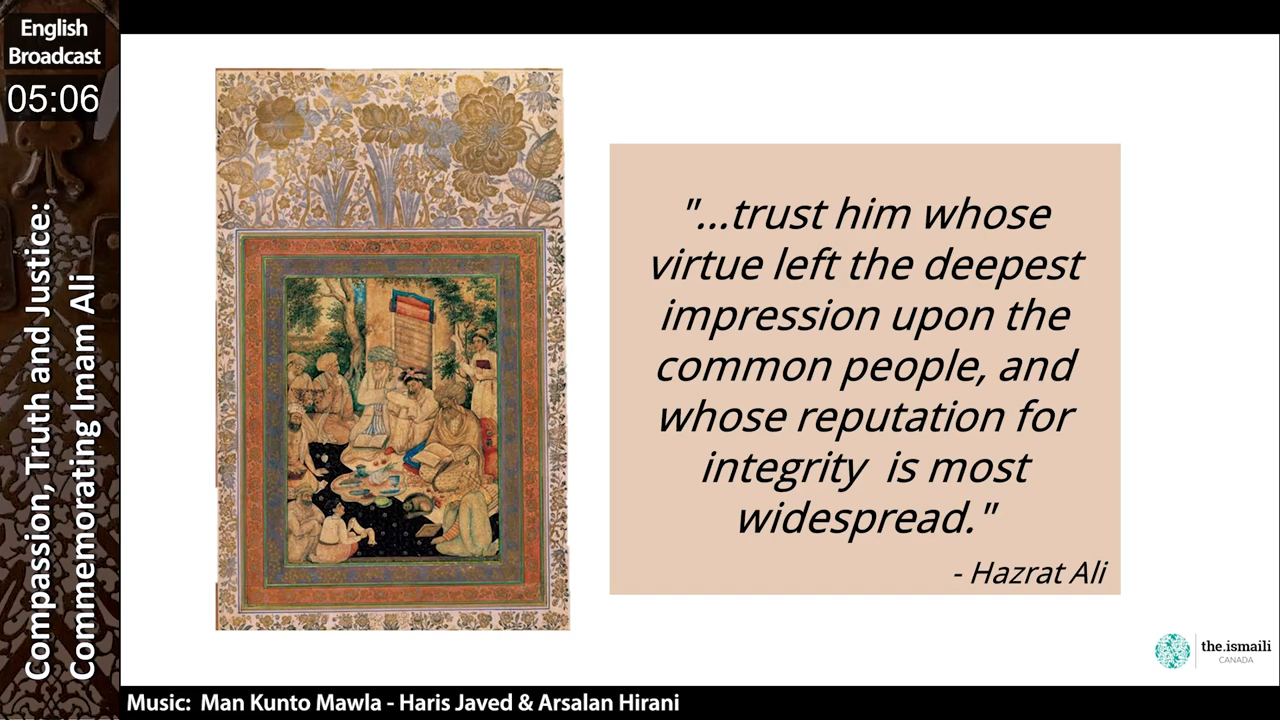 English
Broadcast
05:06
Compassion, Truth and Justice:
Commemorating Imam Ali
"...trust him whose
virtue left the deepest
impression upon the
common people, and
whose reputation for
integrity  is most
widespread."
- Hazrat Ali
the.ismaili
CANADA
Music:  Man Kunto Mawla - Haris Javed & Arsalan Hirani